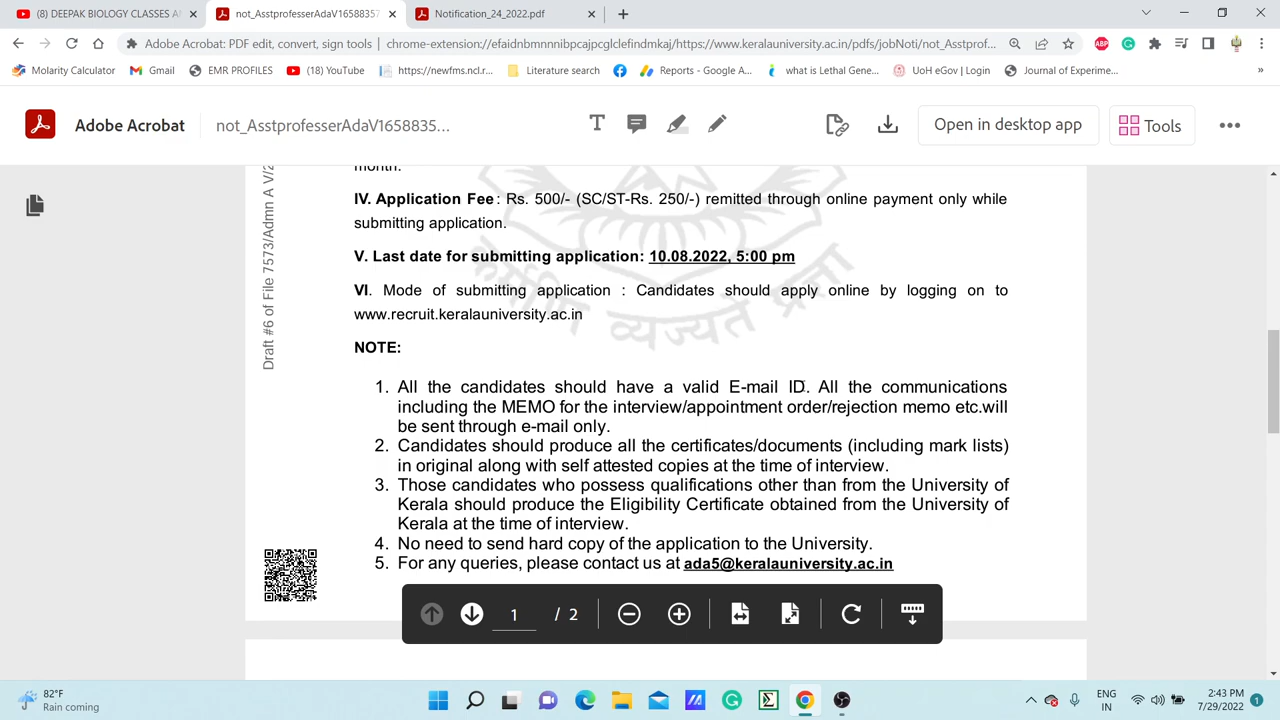 (8) DEEPAK BIOLOGY CLASSES A
not_AsstprofesserAdaV16588357
Notification_24_2022.pdf
Adobe Acrobat: PDF edit, convert, sign tools | chrome-extension://efaidnbmnnnibpcajpcglclefindmkaj/https://www.keralauniversity.ac.in/pdfs/jobNoti/not_Asstprof...
ABP
Molarity Calculator
Gmail
EMR PROFILES
(18) YouTube
https://newfms.ncl.r...
Literature search
Reports - Google A...
what is Lethal Gene...
UoH eGov | Login
Journal of Experime...
»
Adobe Acrobat
not_AsstprofesserAdaV1658835...
Open in desktop app
Tools
month.
IV. Application Fee : Rs. 500/- (SC/ST-Rs. 250/-) remitted through online payment only while
submitting application.
V. Last date for submitting application: 10.08.2022, 5:00 pm
VI. Mode of submitting application : Candidates should apply online by logging on to
www.recruit.keralauniversity.ac.in
NOTE:
1. All the candidates should have a valid E-mail ID. All the communications
including the MEMO for the interview/appointment order/rejection memo etc.will
be sent through e-mail only.
2. Candidates should produce all the certificates/documents (including mark lists)
in original along with self attested copies at the time of interview.
3. Those candidates who possess qualifications other than from the University of
Kerala should produce the Eligibility Certificate obtained from the University of
Kerala at the time of interview.
4. No need to send hard copy of the application to the University.
5. For any queries, please contact us at ada5@keralauniversity.ac.in
Draft #6 of File 7573/Admn A V/2
व्यज्यते
1 / 2
82°F
Rain coming
ENG
IN
2:43 PM
7/29/2022
1